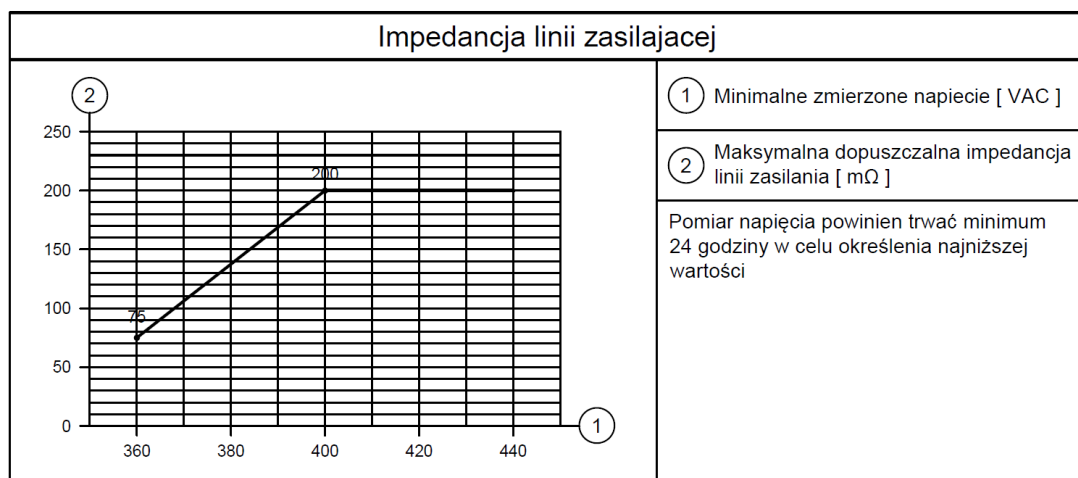 Impedancja linii zasilajacej
2
250
200
150
100
50
0
75
200
360
380
400
420
440
1
1 Minimalne zmierzone napiecie [ VAC ]
2 Maksymalna dopuszczalna impedancja
linii zasilania [ mΩ ]
Pomiar napięcia powinien trwać minimum
24 godziny w celu określenia najniższej
wartości